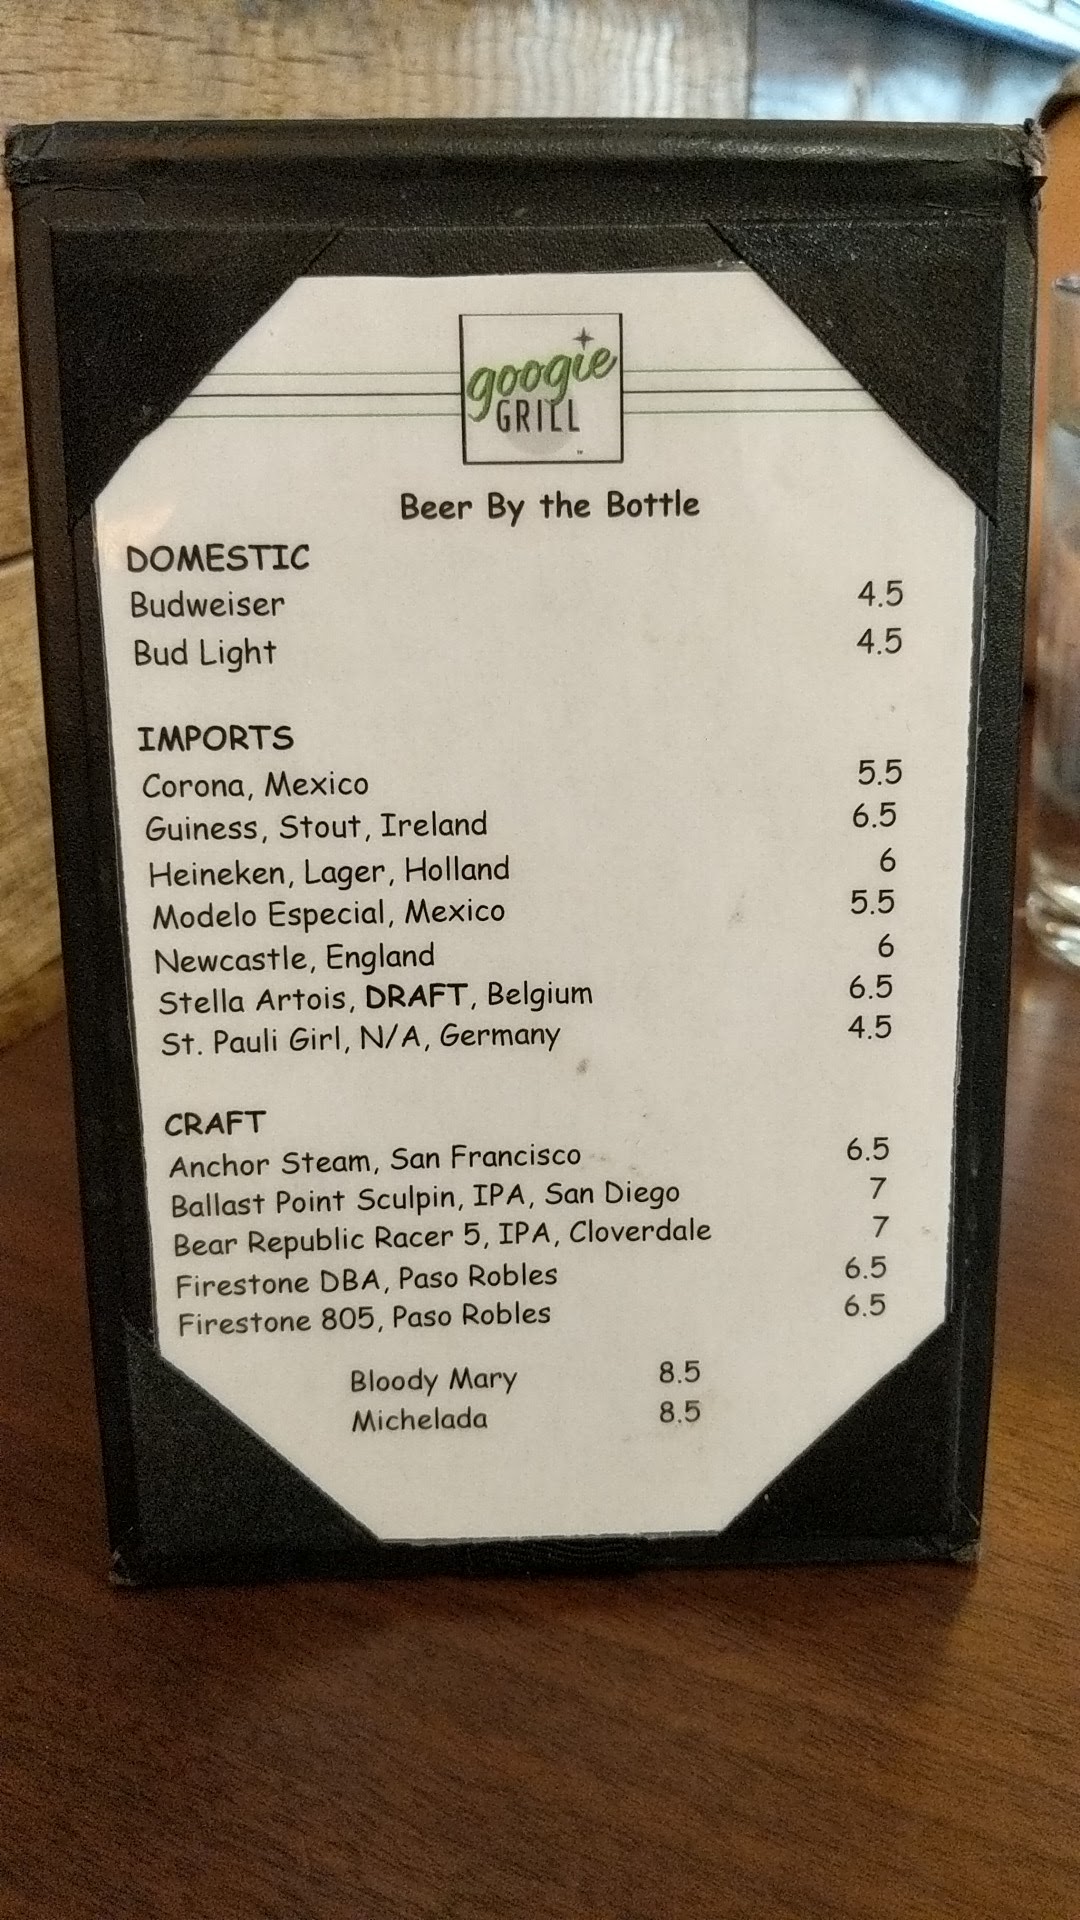 googie
GRILL
Beer By the Bottle
DOMESTIC
Budweiser 4.5
Bud Light 4.5
IMPORTS
Corona, Mexico 5.5
Guiness, Stout, Ireland 6.5
Heineken, Lager, Holland 6
Modelo Especial, Mexico 5.5
Newcastle, England 6
Stella Artois, DRAFT, Belgium 6.5
St. Pauli Girl, N/A, Germany 4.5
CRAFT
Anchor Steam, San Francisco 6.5
Ballast Point Sculpin, IPA, San Diego 7
Bear Republic Racer 5, IPA, Cloverdale 7
Firestone DBA, Paso Robles 6.5
Firestone 805, Paso Robles 6.5
Bloody Mary 8.5
Michelada 8.5